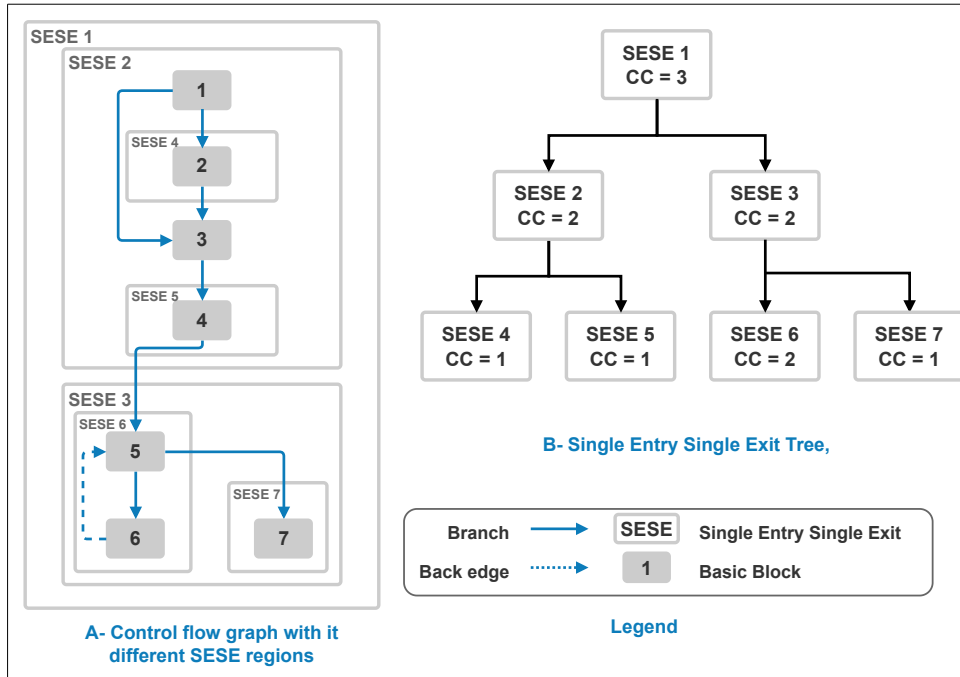 SESE 1
SESE 2
1
SESE 4
2
3
SESE 5
4
SESE 3
SESE 6
5
6
SESE 7
7
A- Control flow graph with it
different SESE regions
SESE 1
CC = 3
SESE 2
CC = 2
SESE 3
CC = 2
SESE 4
CC = 1
SESE 5
CC = 1
SESE 6
CC = 2
SESE 7
CC = 1
B- Single Entry Single Exit Tree,
Branch
SESE
Single Entry Single Exit
Back edge
1
Basic Block
Legend